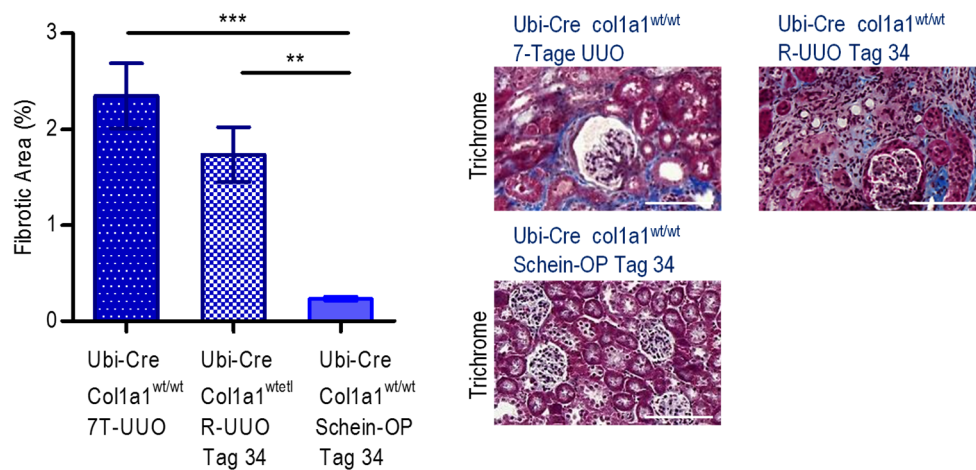 ***
**
3
2
1
0
Fibrotic Area (%)
Ubi-Cre
Col1a1wt/wt
7T-UUO
Ubi-Cre
Col1a1wtetl
R-UUO
Tag 34
Ubi-Cre
Col1a1wt/wt
Schein-OP
Tag 34
Ubi-Cre col1a1wt/wt
7-Tage UUO
Trichrome
Ubi-Cre col1a1wt/wt
R-UUO Tag 34
Ubi-Cre col1a1wt/wt
Schein-OP Tag 34
Trichrome